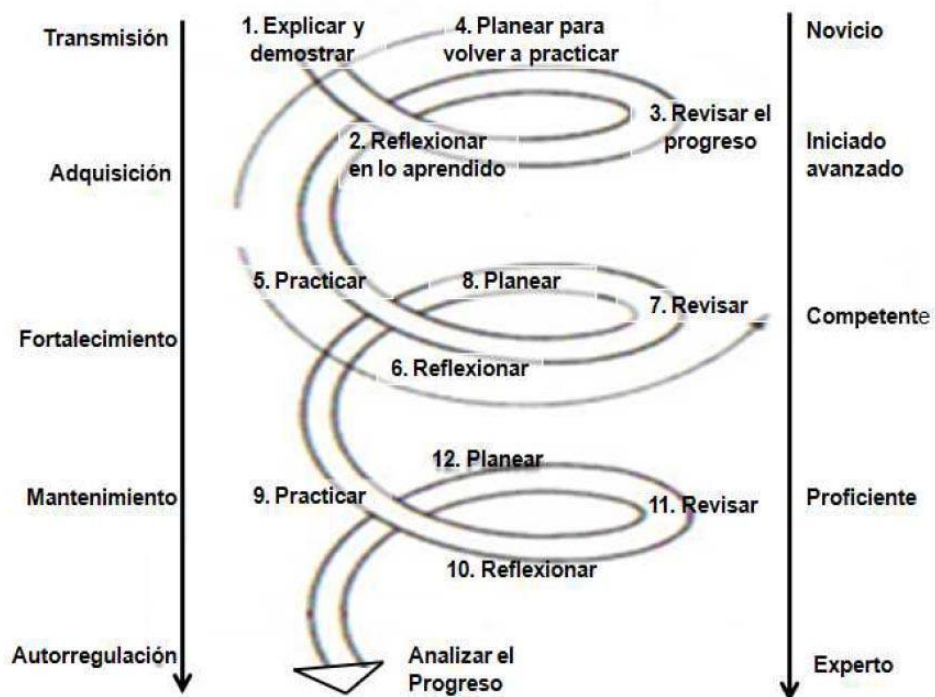 Transmisión
1. Explicar y
demostrar
4. Planear para
volver a practicar
Novicio
3. Revisar el
progreso
2. Reflexionar
en lo aprendido
Iniciado
avanzado
Adquisición
5. Practicar
8. Planear
7. Revisar
Competente
Fortalecimiento
6. Reflexionar
12. Planear
Mantenimiento
9. Practicar
11. Revisar
Proficiente
10. Reflexionar
Autorregulación
Analizar el
Progreso
Experto